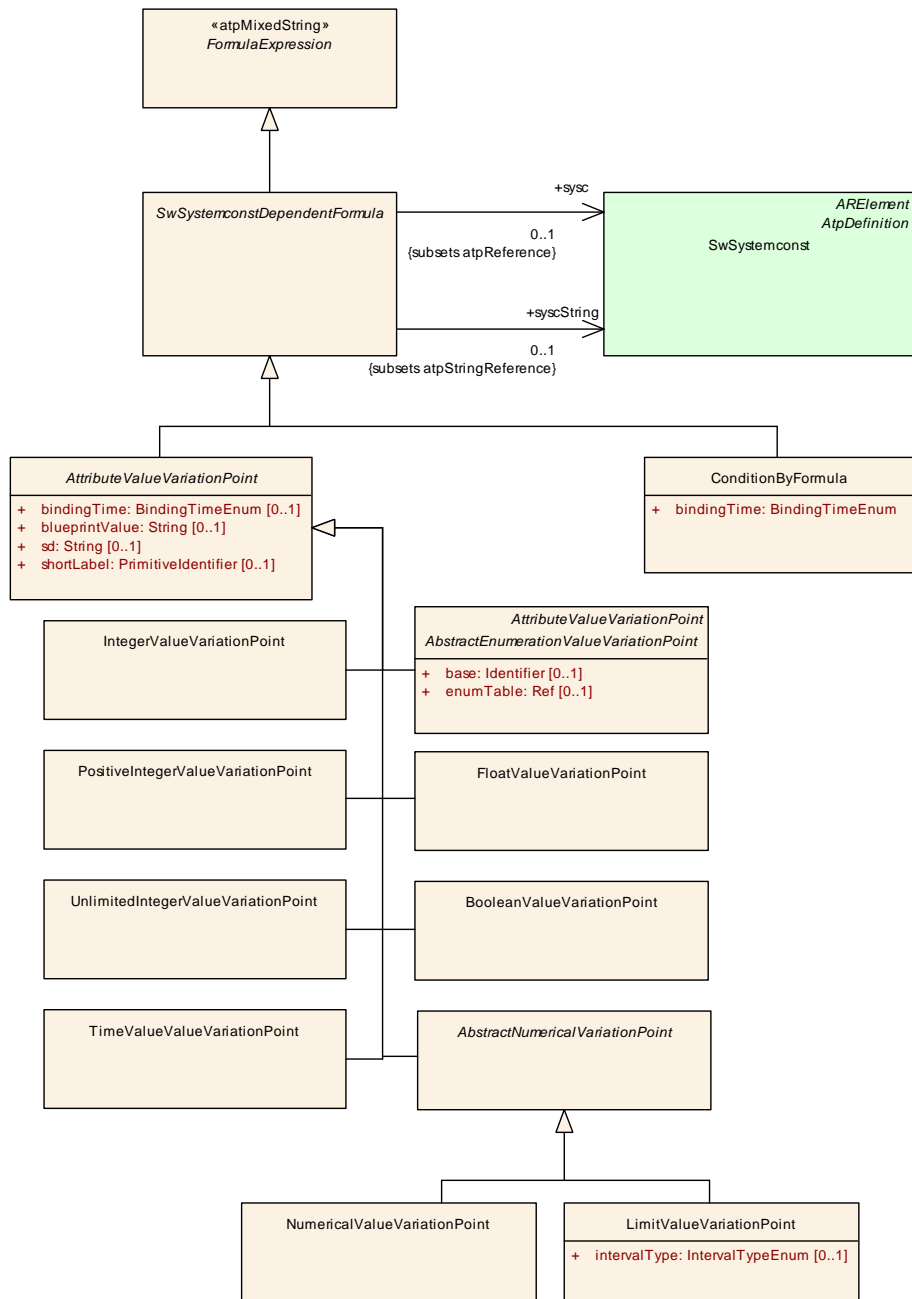 «atpMixedString»
FormulaExpression
SwSystemconstDependentFormula
+sysc
0..1
{subsets atpReference}
ARElement
AtpDefinition
SwSystemconst
+syscString
0..1
{subsets atpStringReference}
AttributeValueVariationPoint
+ bindingTime: BindingTimeEnum [0..1]
+ blueprintValue: String [0..1]
+ sd: String [0..1]
+ shortLabel: PrimitiveIdentifier [0..1]
ConditionByFormula
+ bindingTime: BindingTimeEnum
IntegerValueVariationPoint
AttributeValueVariationPoint
AbstractEnumerationValueVariationPoint
+ base: Identifier [0..1]
+ enumTable: Ref [0..1]
PositiveIntegerValueVariationPoint
FloatValueVariationPoint
UnlimitedIntegerValueVariationPoint
BooleanValueVariationPoint
TimeValueValueVariationPoint
AbstractNumericalVariationPoint
NumericalValueVariationPoint
LimitValueVariationPoint
+ intervalType: IntervalTypeEnum [0..1]